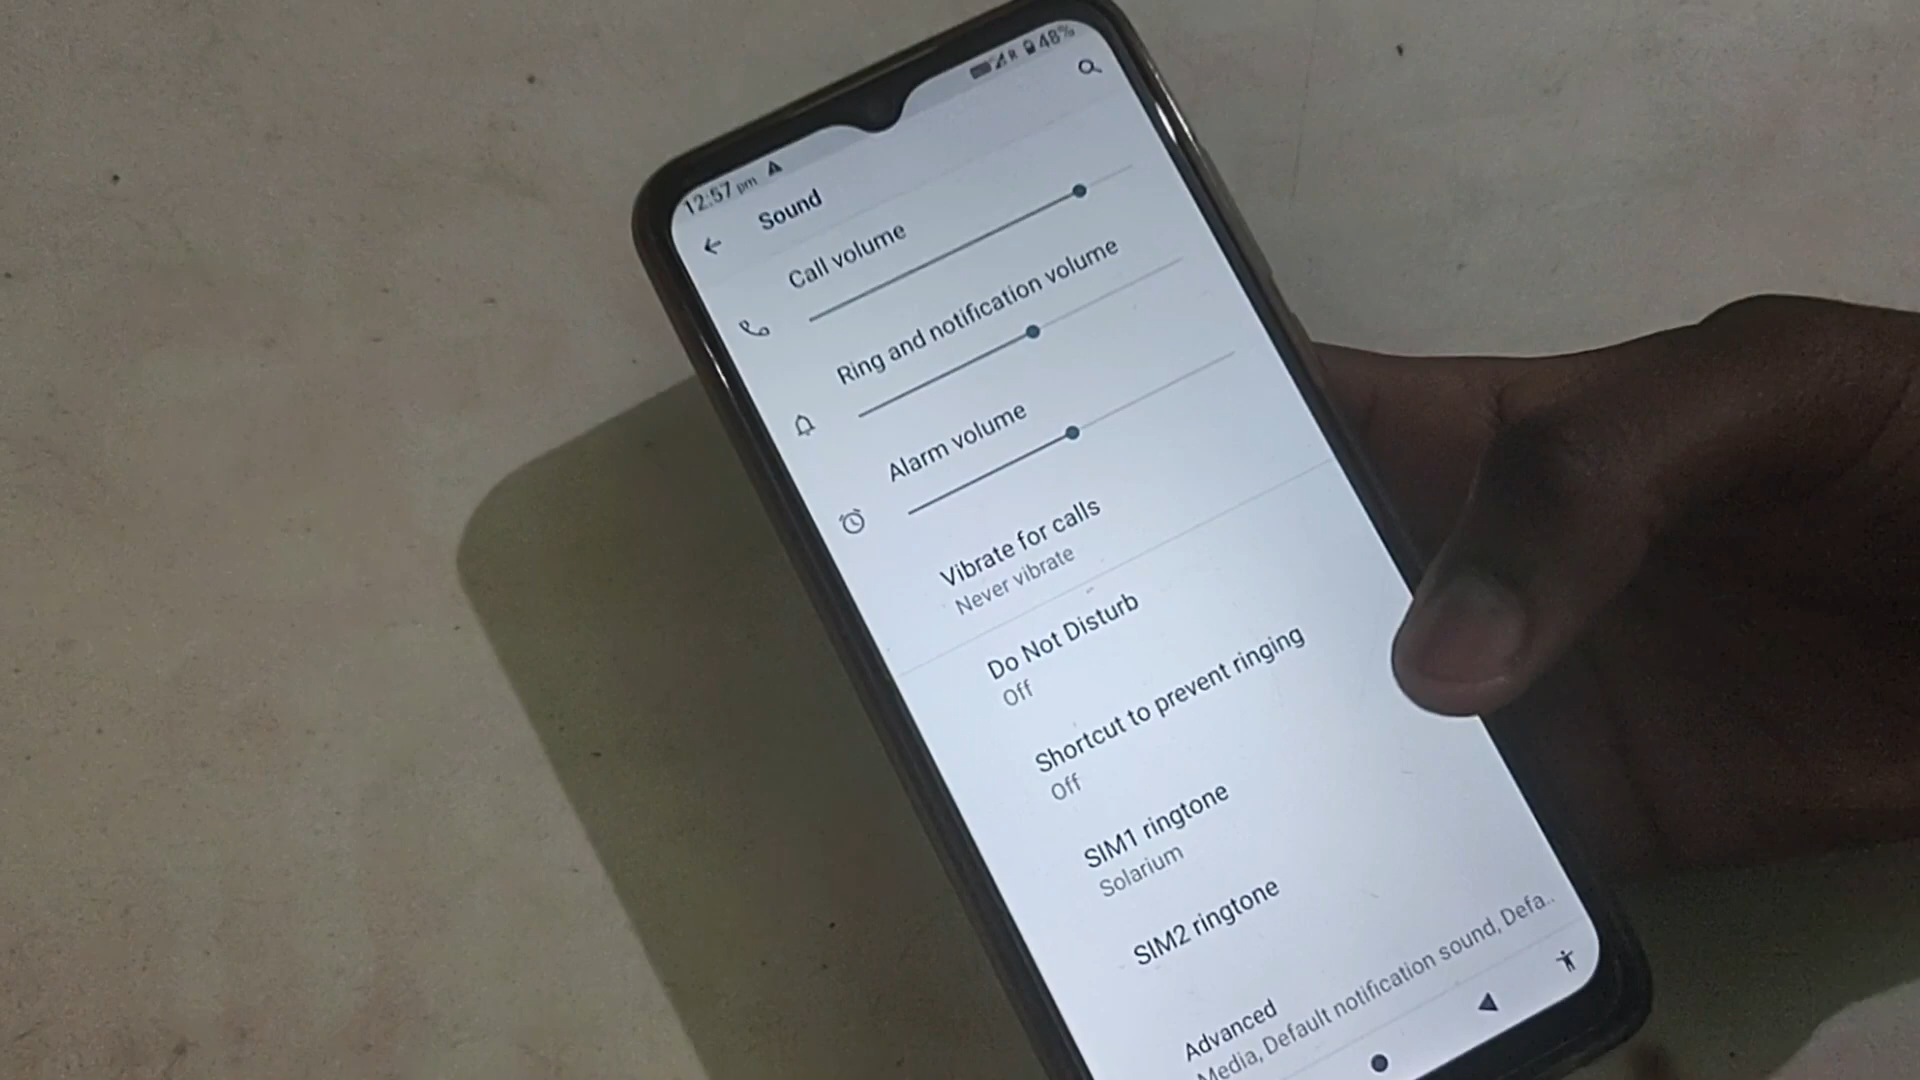 12:57 pm
R 48%
Sound
Call volume
Ring and notification volume
Alarm volume
Vibrate for calls
Never vibrate
Do Not Disturb
Off
Shortcut to prevent ringing
Off
SIM1 ringtone
Solarium
SIM2 ringtone
Advanced
Media, Default notification sound, Defa..